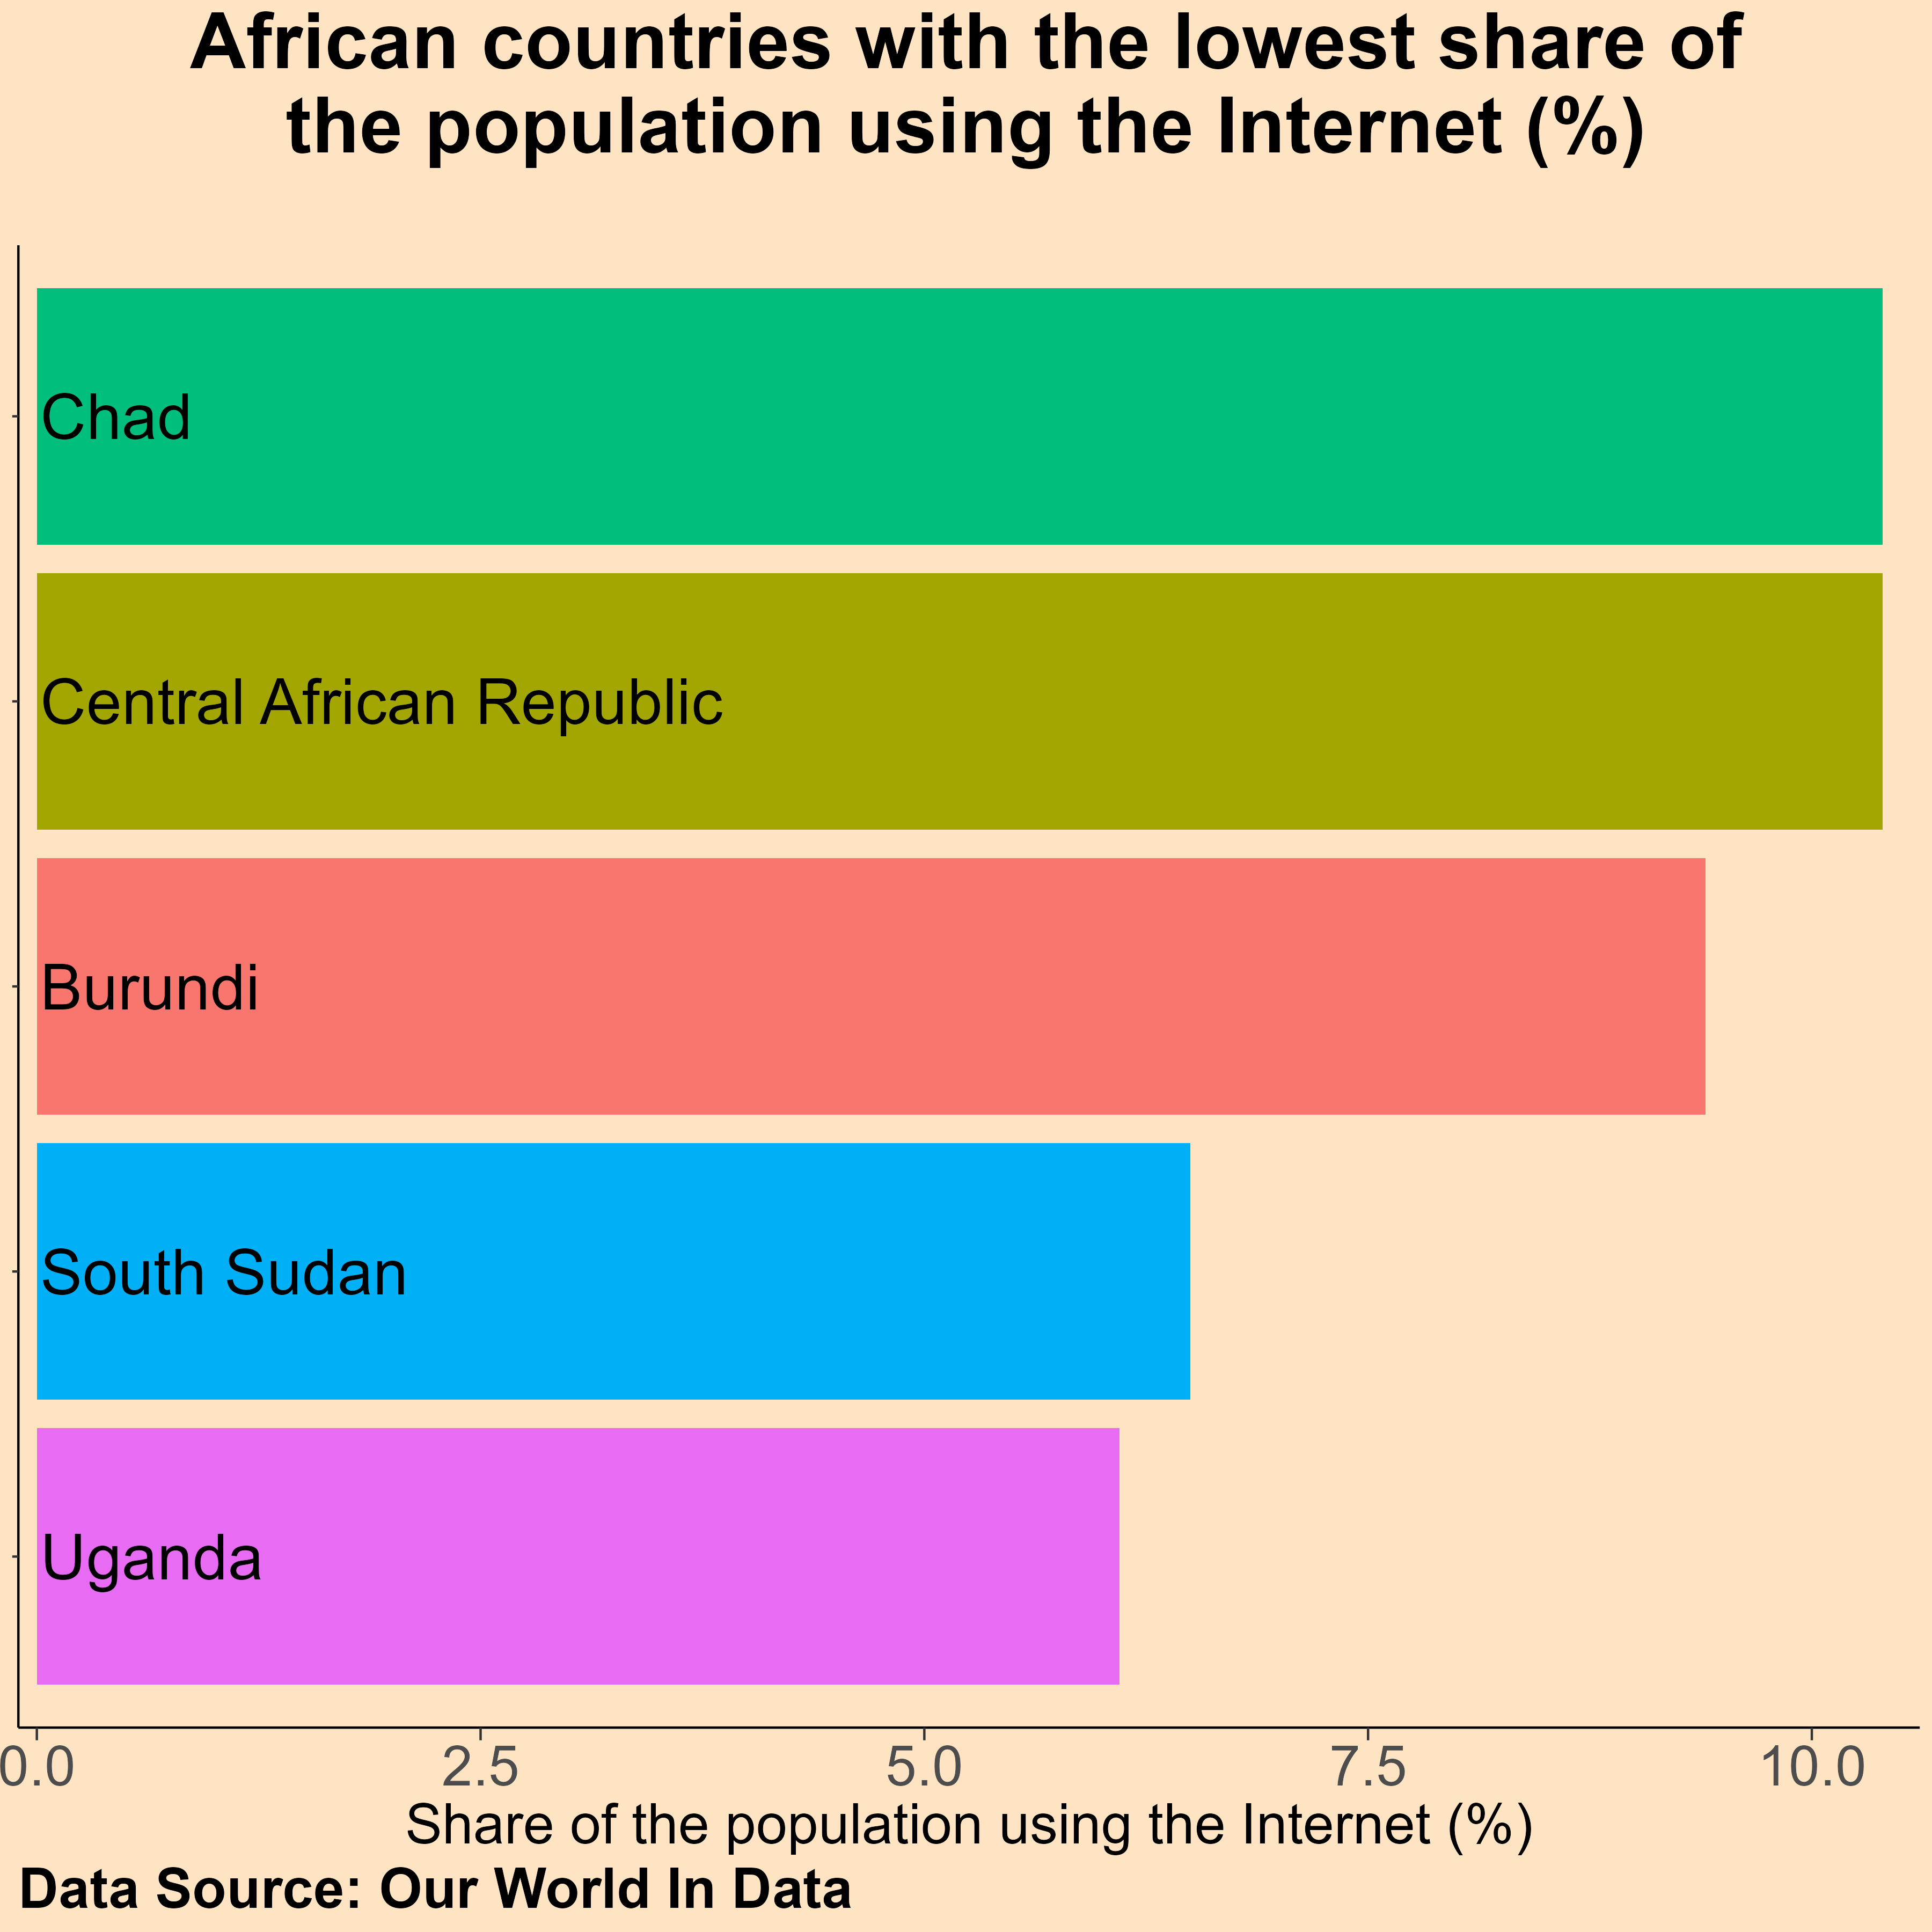 African countries with the lowest share of
the population using the Internet (%)
Chad
Central African Republic
Burundi
South Sudan
Uganda
0.0 2.5 5.0 7.5 10.0
Share of the population using the Internet (%)
Data Source: Our World In Data